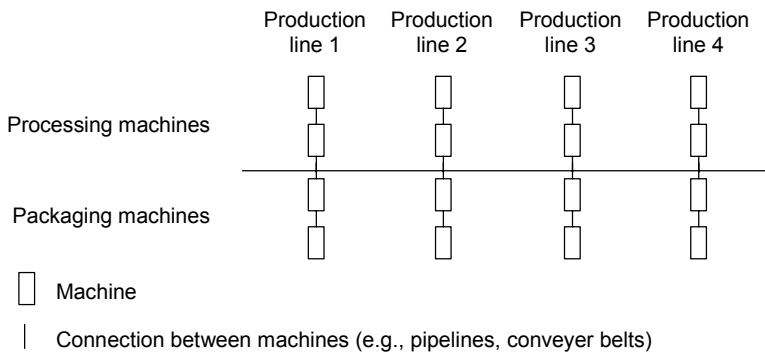 Production line 1
Production line 2
Production line 3
Production line 4
Processing machines
Packaging machines
Machine
Connection between machines (e.g., pipelines, conveyer belts)